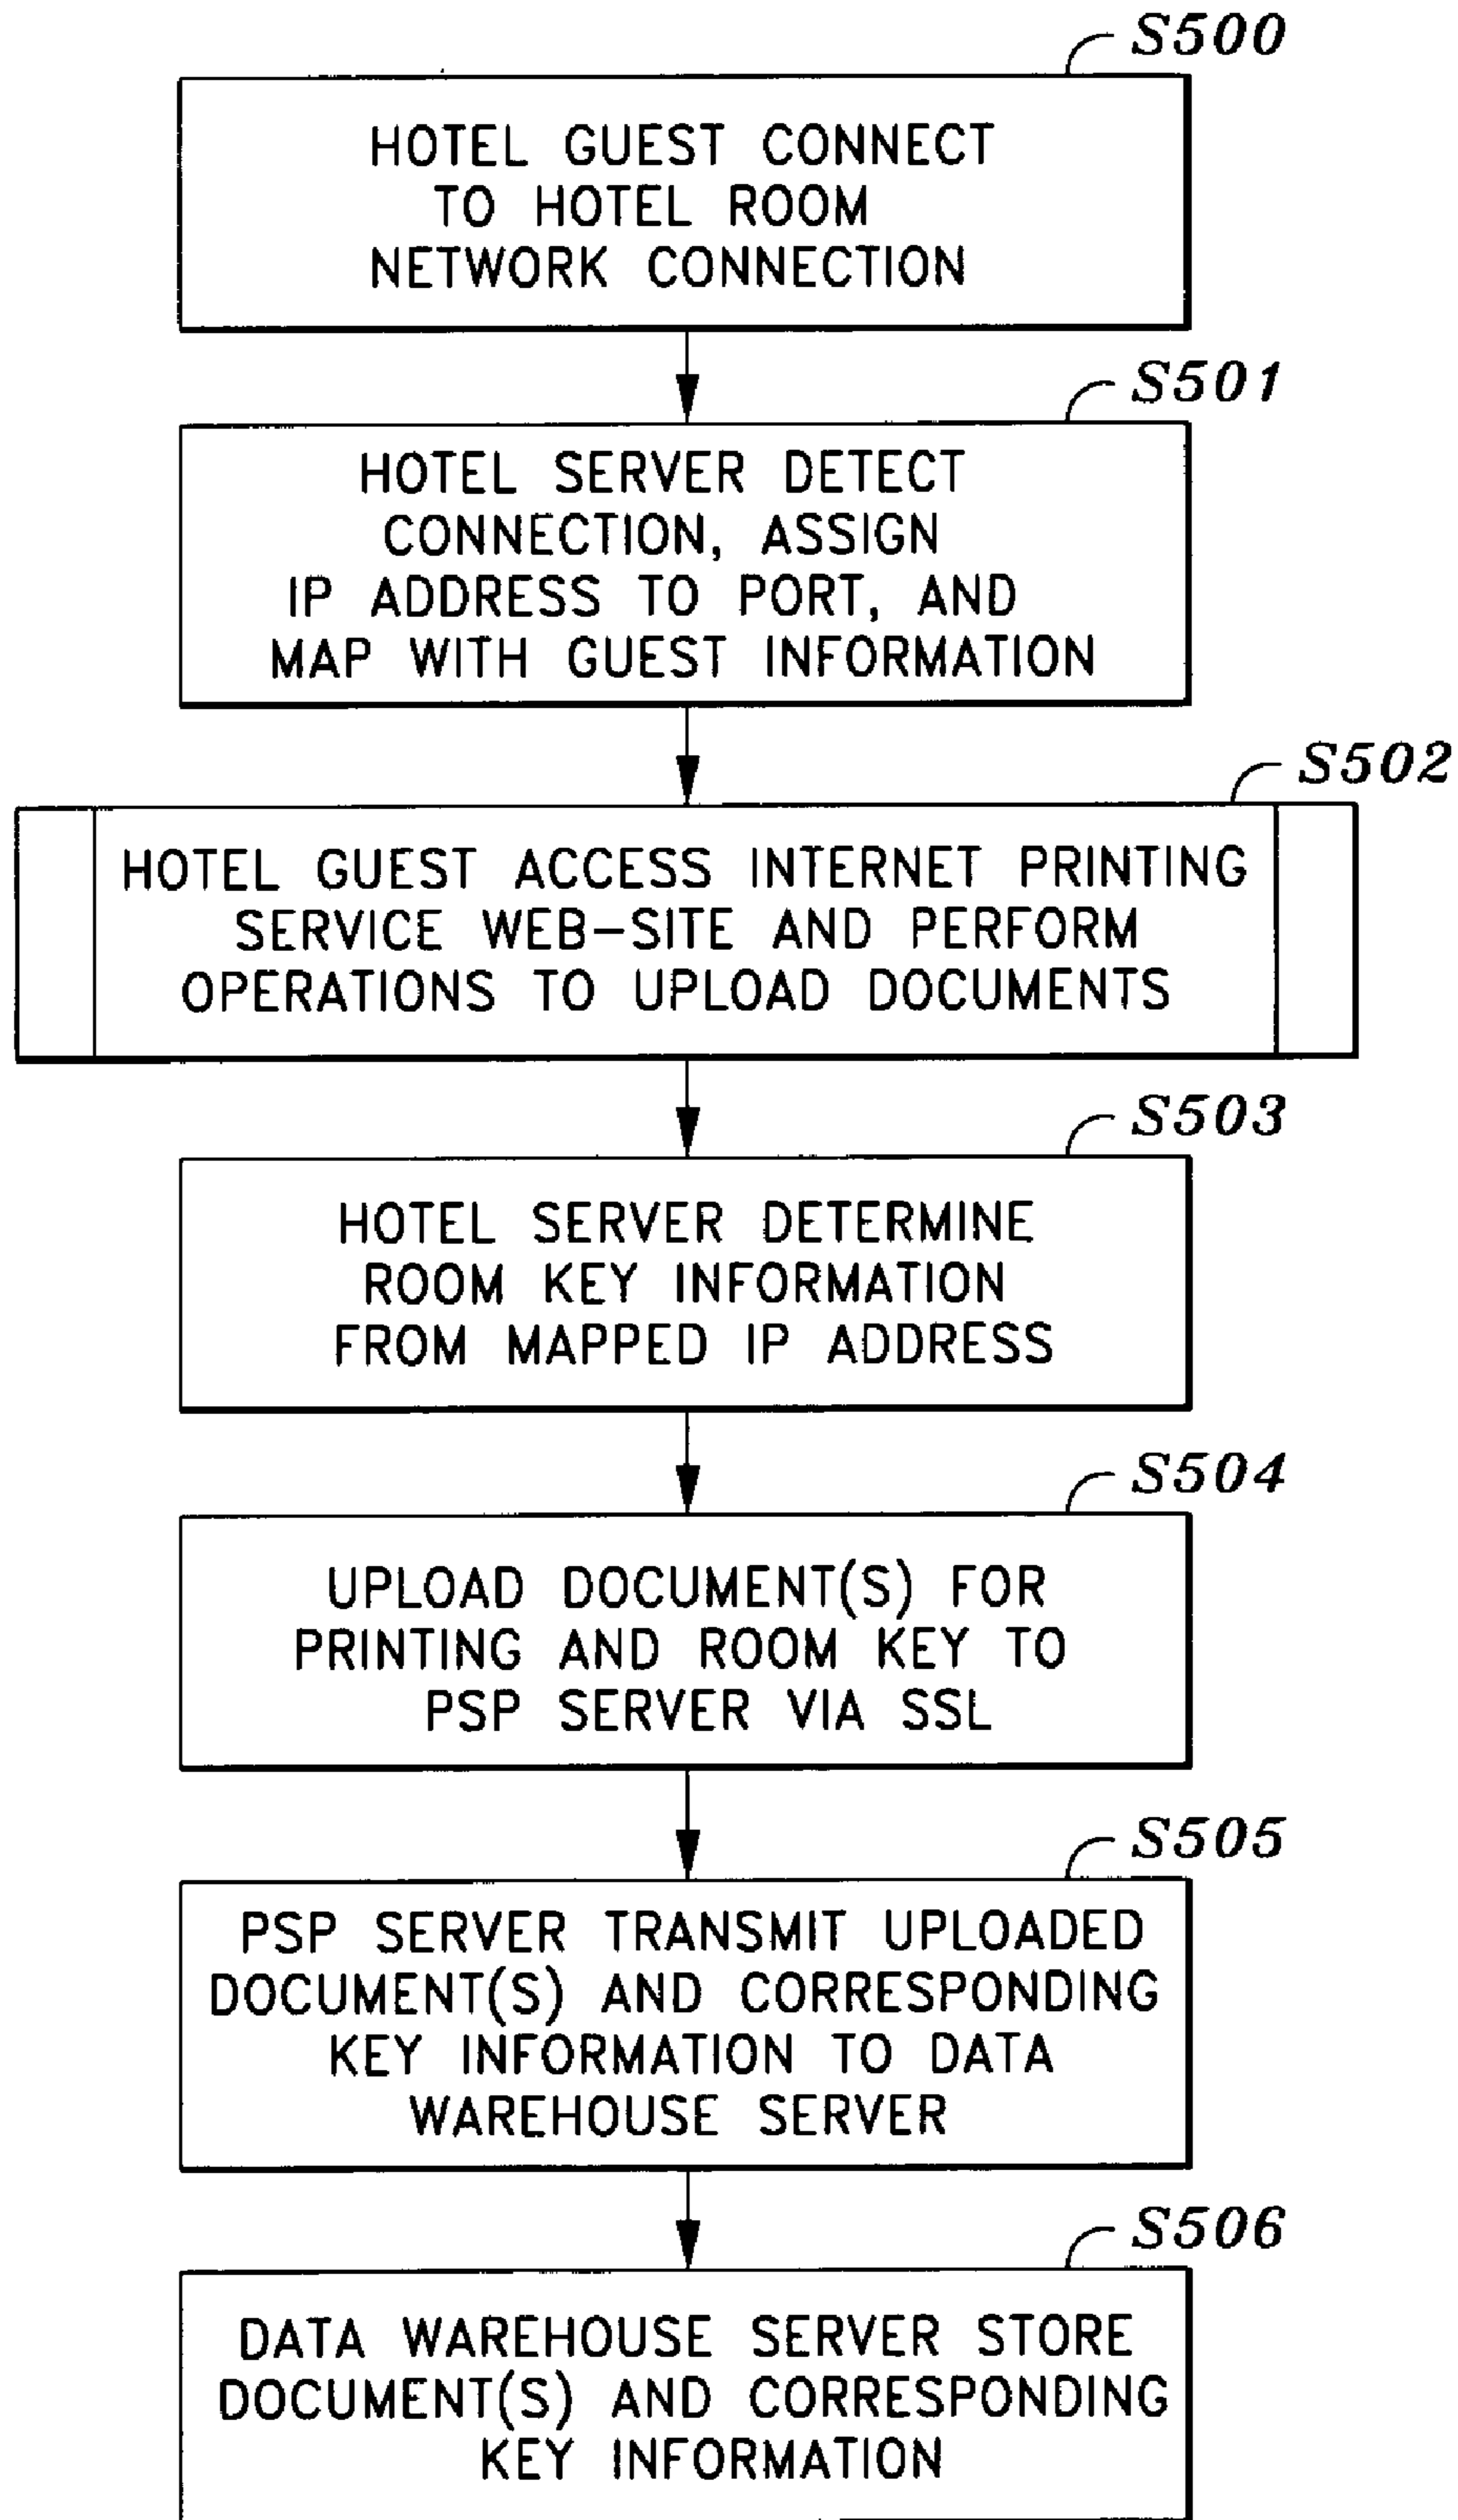 S500
HOTEL GUEST CONNECT
TO HOTEL ROOM
NETWORK CONNECTION
S501
HOTEL SERVER DETECT
CONNECTION, ASSIGN
IP ADDRESS TO PORT, AND
MAP WITH GUEST INFORMATION
S502
HOTEL GUEST ACCESS INTERNET PRINTING
SERVICE WEB-SITE AND PERFORM
OPERATIONS TO UPLOAD DOCUMENTS
S503
HOTEL SERVER DETERMINE
ROOM KEY INFORMATION
FROM MAPPED IP ADDRESS
S504
UPLOAD DOCUMENT(S) FOR
PRINTING AND ROOM KEY TO
PSP SERVER VIA SSL
S505
PSP SERVER TRANSMIT UPLOADED
DOCUMENT(S) AND CORRESPONDING
KEY INFORMATION TO DATA
WAREHOUSE SERVER
S506
DATA WAREHOUSE SERVER STORE
DOCUMENT(S) AND CORRESPONDING
KEY INFORMATION